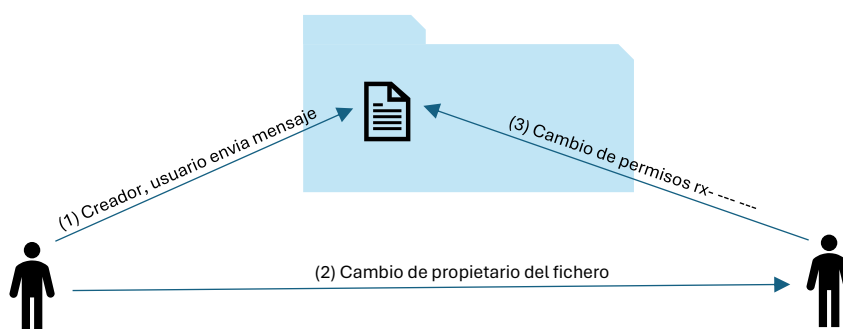 (1) Creador, usuario envia mensaje
(3) Cambio de permisos rx- - - - - - -
(2) Cambio de propietario del fichero